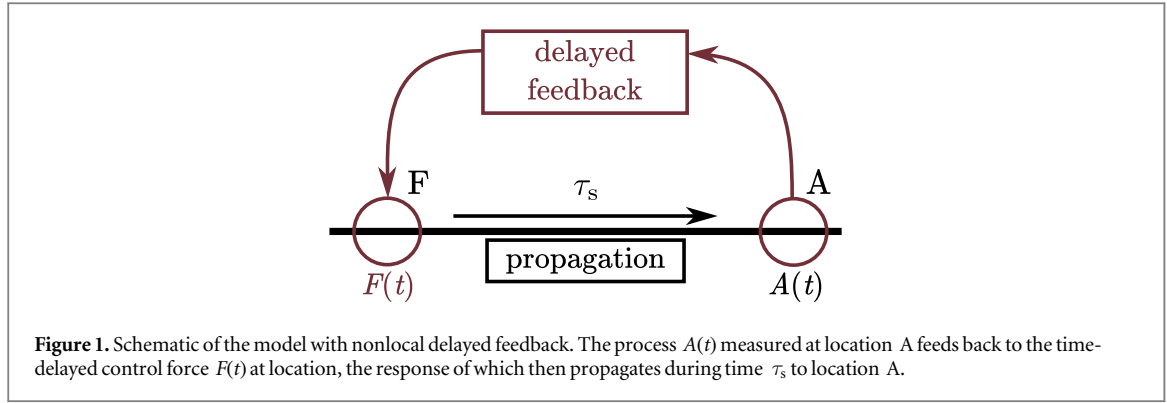 delayed
feedback
F
τs
A
propagation
F(t)
A(t)
Figure 1. Schematic of the model with nonlocal delayed feedback. The process A(t) measured at location A feeds back to the time-
delayed control force F(t) at location, the response of which then propagates during time τs to location A.